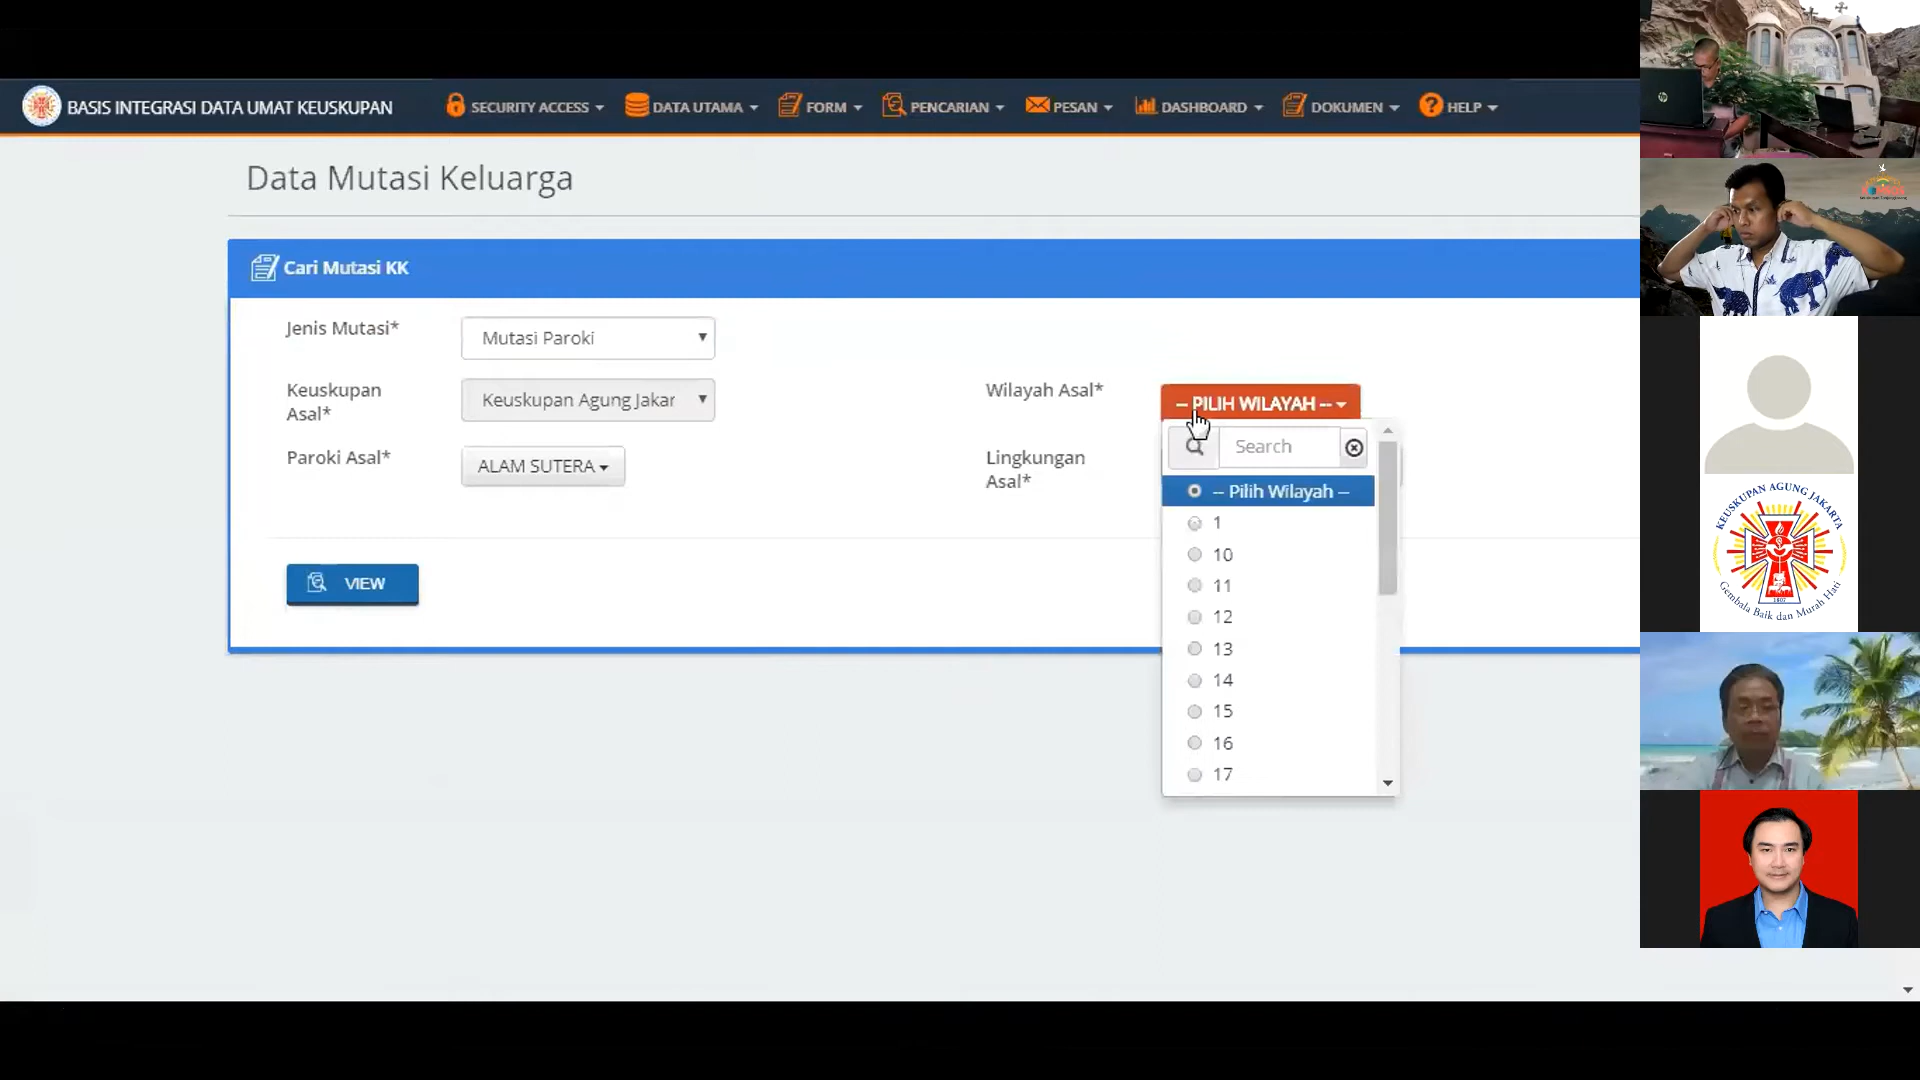 BASIS INTEGRASI DATA UMAT KEUSKUPAN
SECURITY ACCESS
DATA UTAMA
FORM
PENCARIAN
PESAN
DASHBOARD
DOKUMEN
HELP
Data Mutasi Keluarga
Cari Mutasi KK
Jenis Mutasi*
Mutasi Paroki
Keuskupan
Asal*
Keuskupan Agung Jakar
Wilayah Asal*
-- PILIH WILAYAH --
Paroki Asal*
ALAM SUTERA
Lingkungan
Asal*
Search
-- Pilih Wilayah --
1
10
11
12
13
14
15
16
17
VIEW
KEUSKUPAN AGUNG JAKARTA
1807
Gembala Baik dan Murah Hati